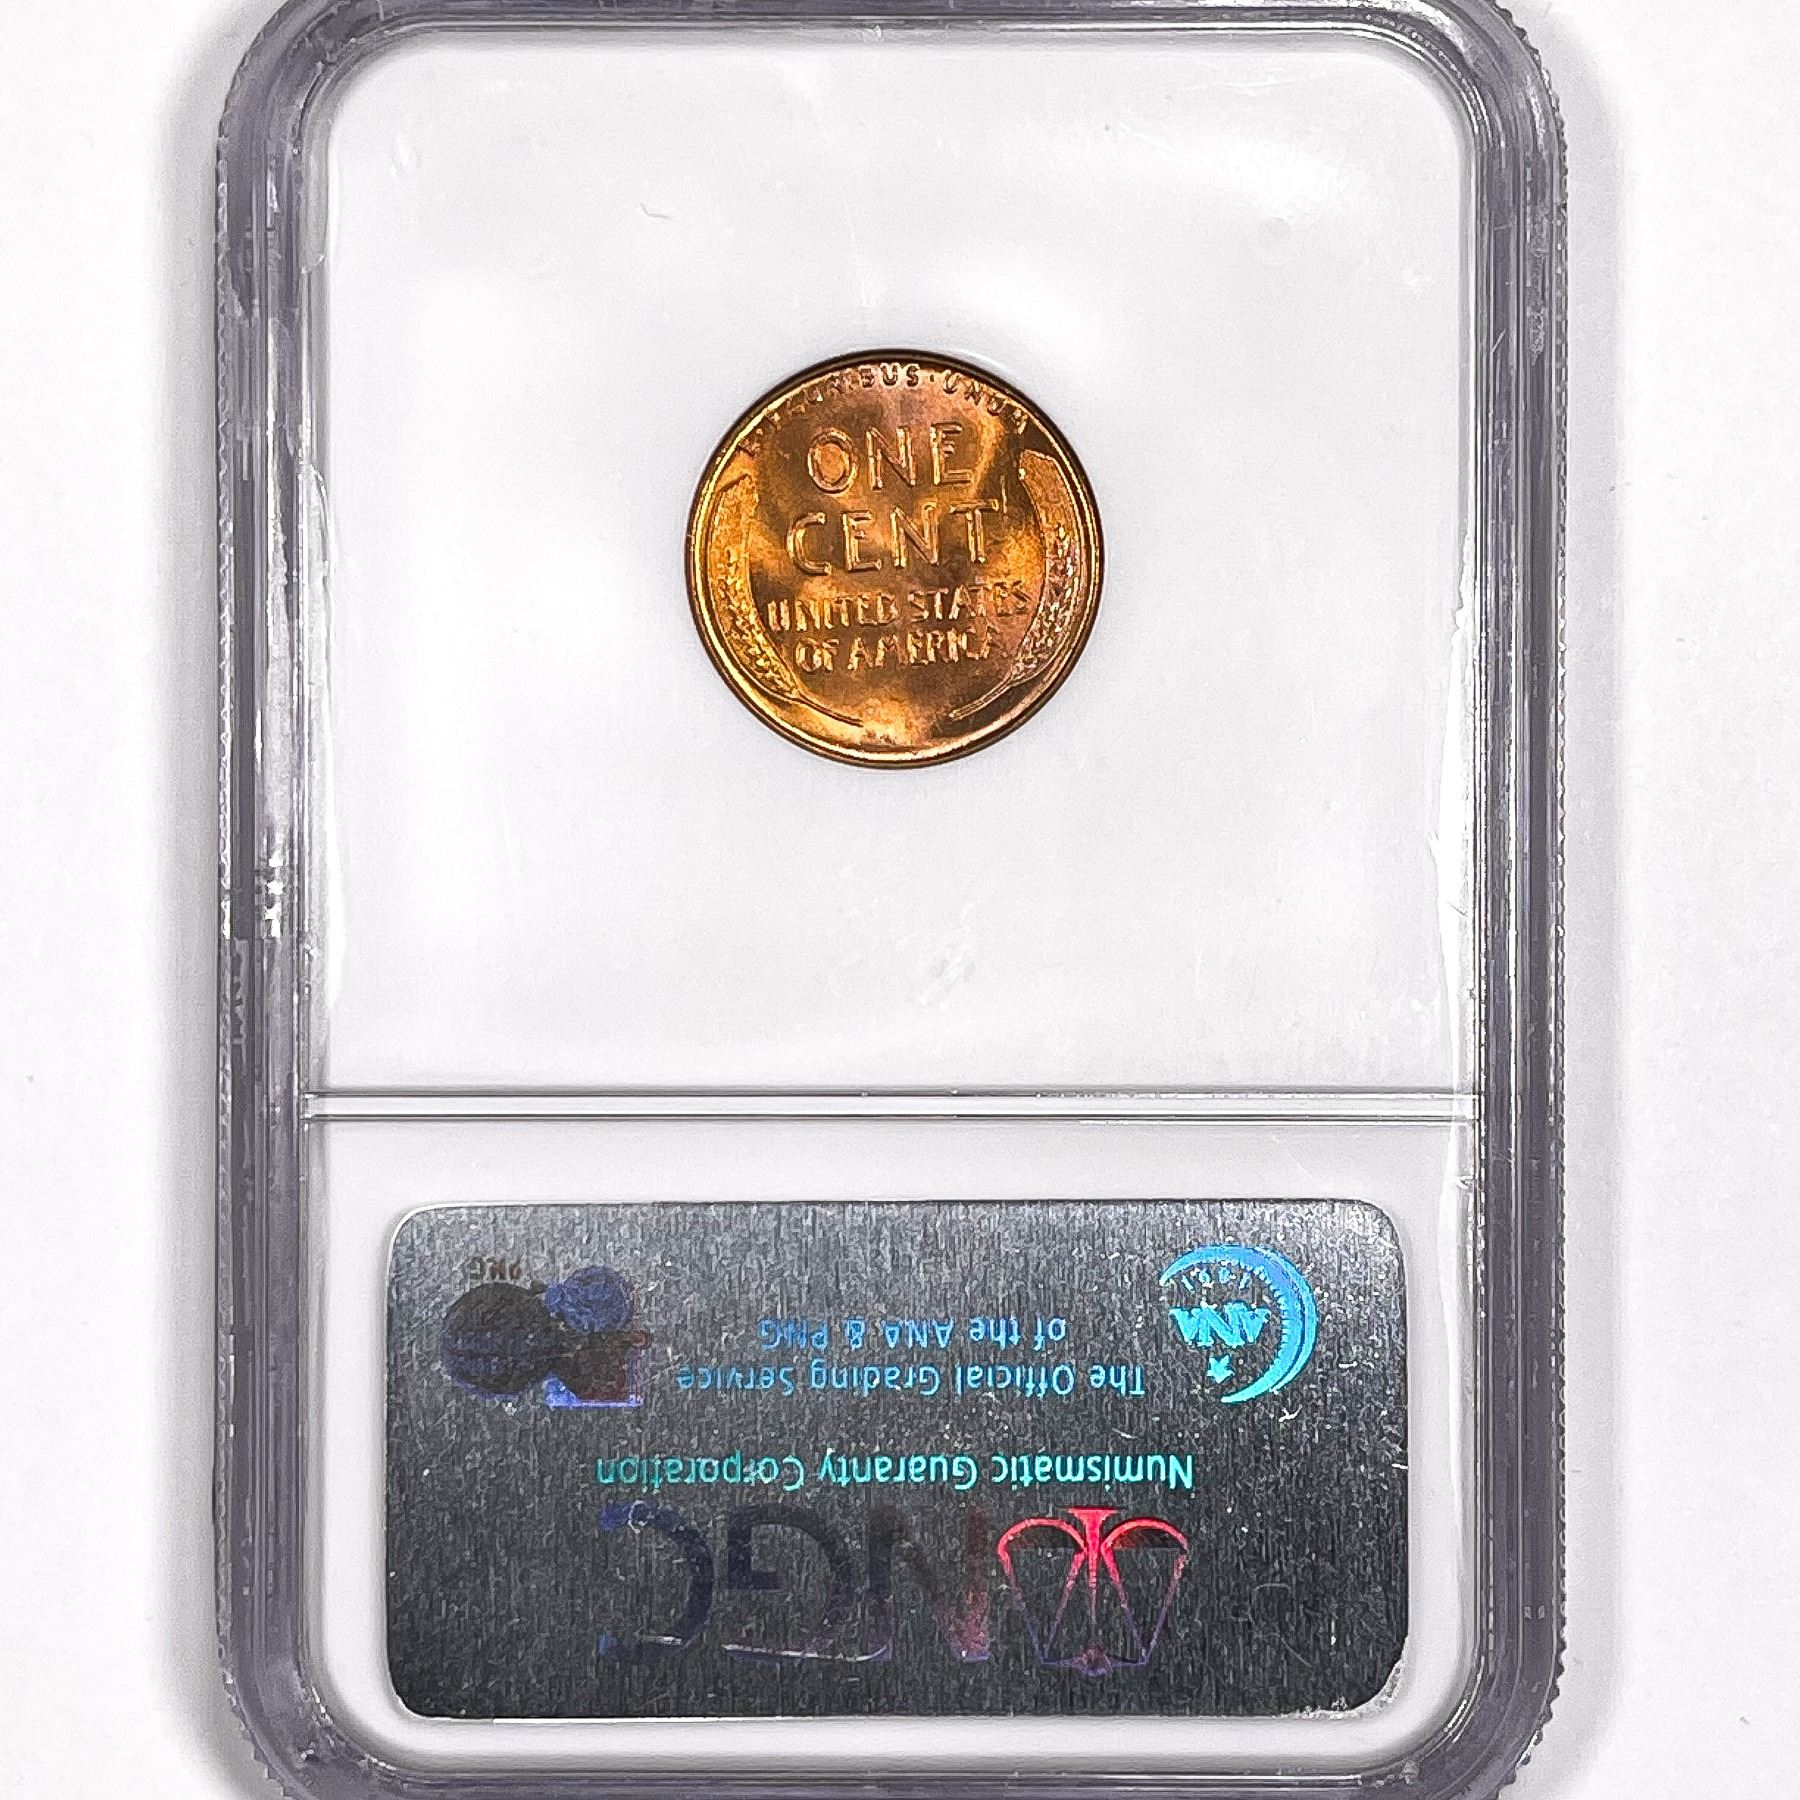 E·PLURIBUS·UNUM
ONE
CENT
UNITED STATES
OF AMERICA
NGC
Numismatic Guaranty Corporation
The Official Grading Service
of the ANA & PNG
ANA
1891
PNG